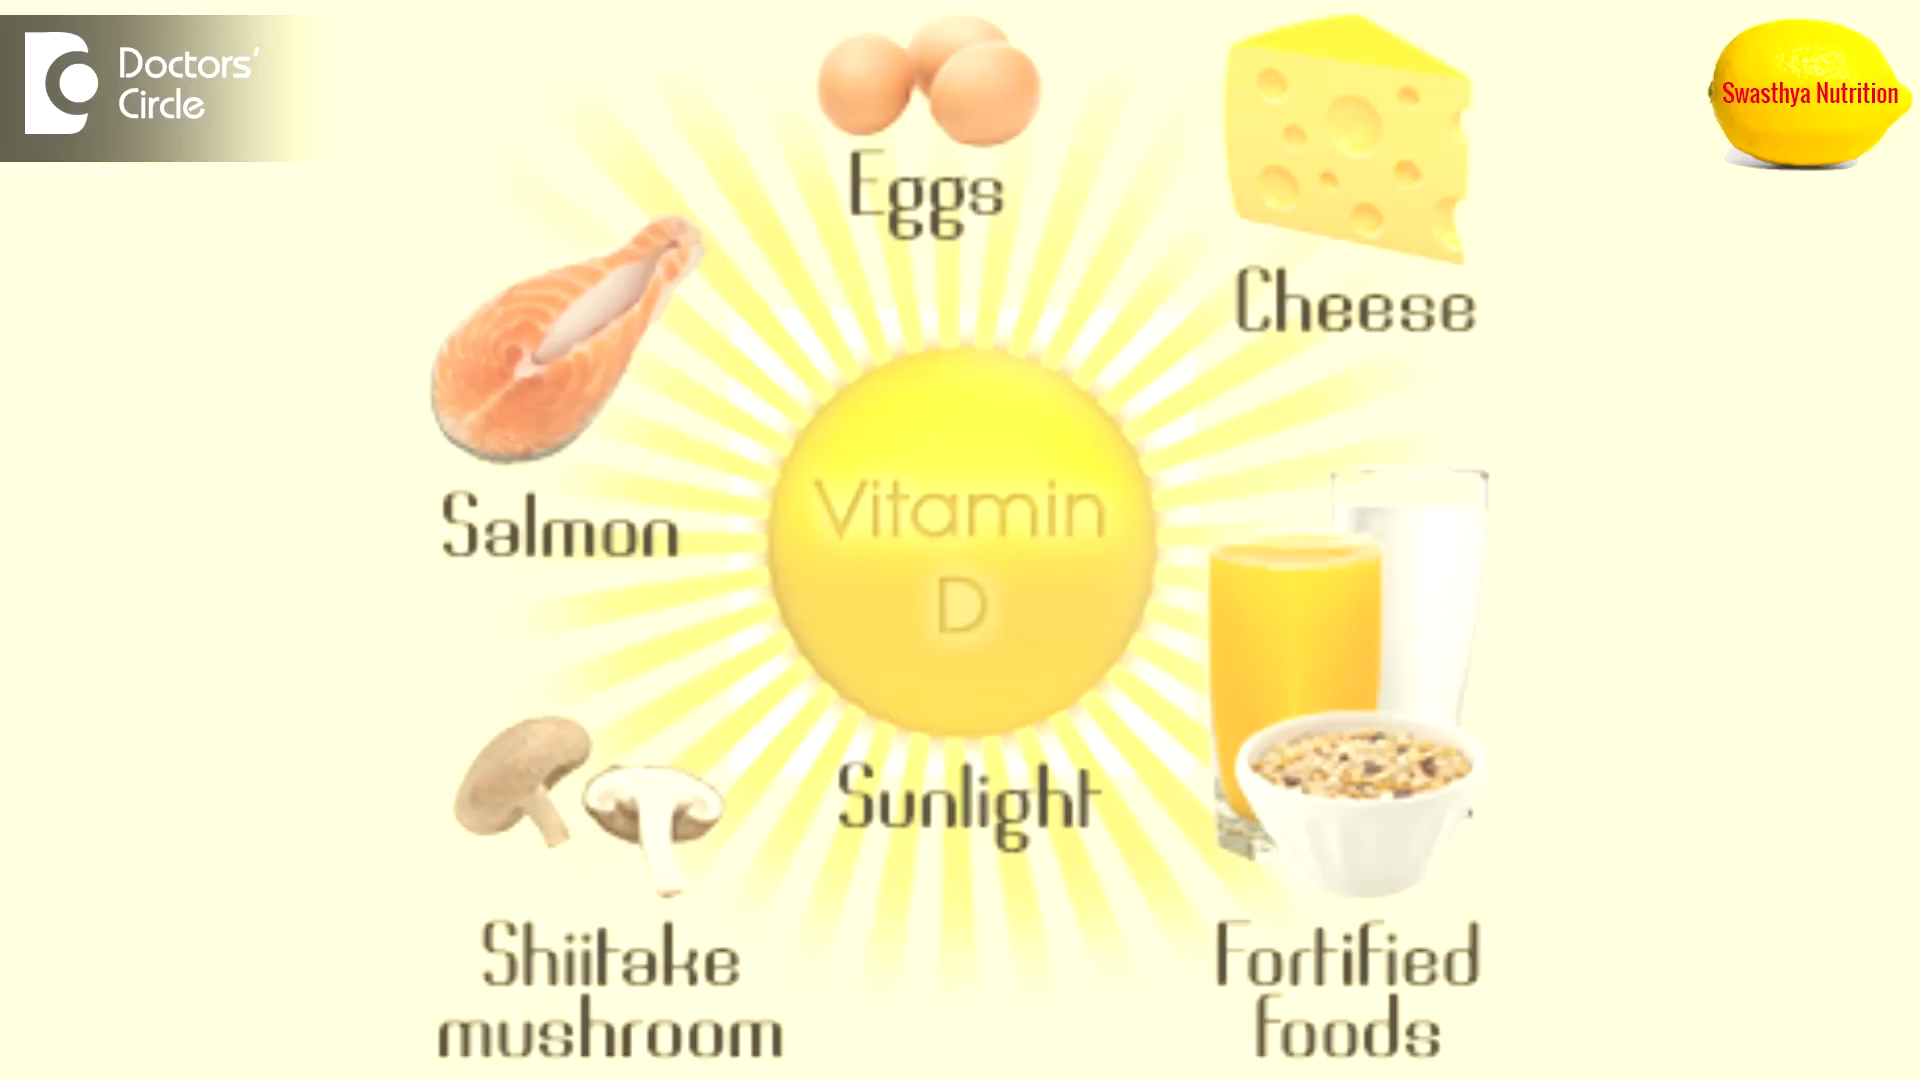 Doctors'
Circle
Swasthya Nutrition
Eggs
Cheese
Salmon
Vitamin
D
Sunlight
Shiitake
mushroom
Fortified
foods